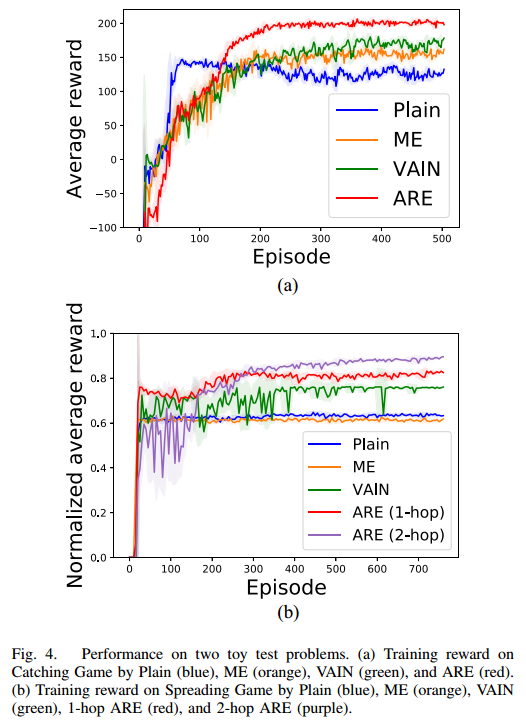 200
150
100
50
0
−50
−100
Average reward
Plain
ME
VAIN
ARE
0 100 200 300 400 500
Episode
(a)
1.0
0.8
0.6
0.4
0.2
0.0
Normalized average reward
Plain
ME
VAIN
ARE (1-hop)
ARE (2-hop)
0 100 200 300 400 500 600 700
Episode
(b)
Fig. 4. Performance on two toy test problems. (a) Training reward on
Catching Game by Plain (blue), ME (orange), VAIN (green), and ARE (red).
(b) Training reward on Spreading Game by Plain (blue), ME (orange), VAIN
(green), 1-hop ARE (red), and 2-hop ARE (purple).